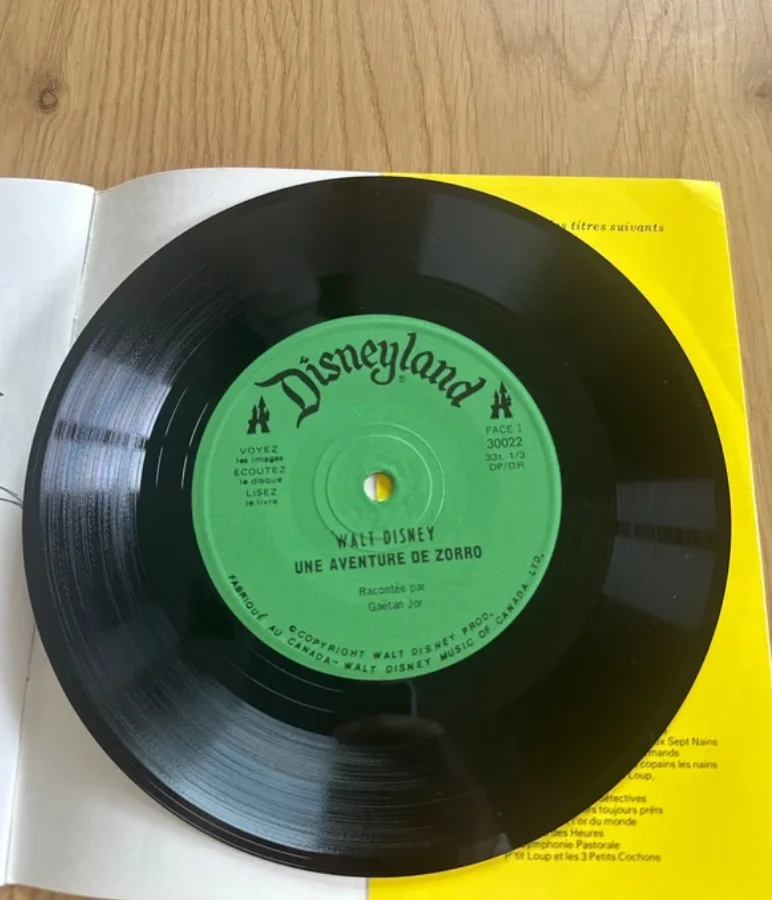 titres suivants
Disneyland
®
VOYEZ
les images
ECOUTEZ
le disque
LISEZ
le livre
FACE 1
30022
33t. 1/3
DP/DR
WALT DISNEY
UNE AVENTURE DE ZORRO
Racontée par
Gaëtan Jor
©COPYRIGHT WALT DISNEY PROD.
FABRIQUÉ AU CANADA-WALT DISNEY MUSIC OF CANADA, LTD.
Sept Nains
copains les nains
Loup,
détectives
toujours prêts
du monde
des Heures
Symphonie Pastorale
P'tit Loup et les 3 Petits Cochons